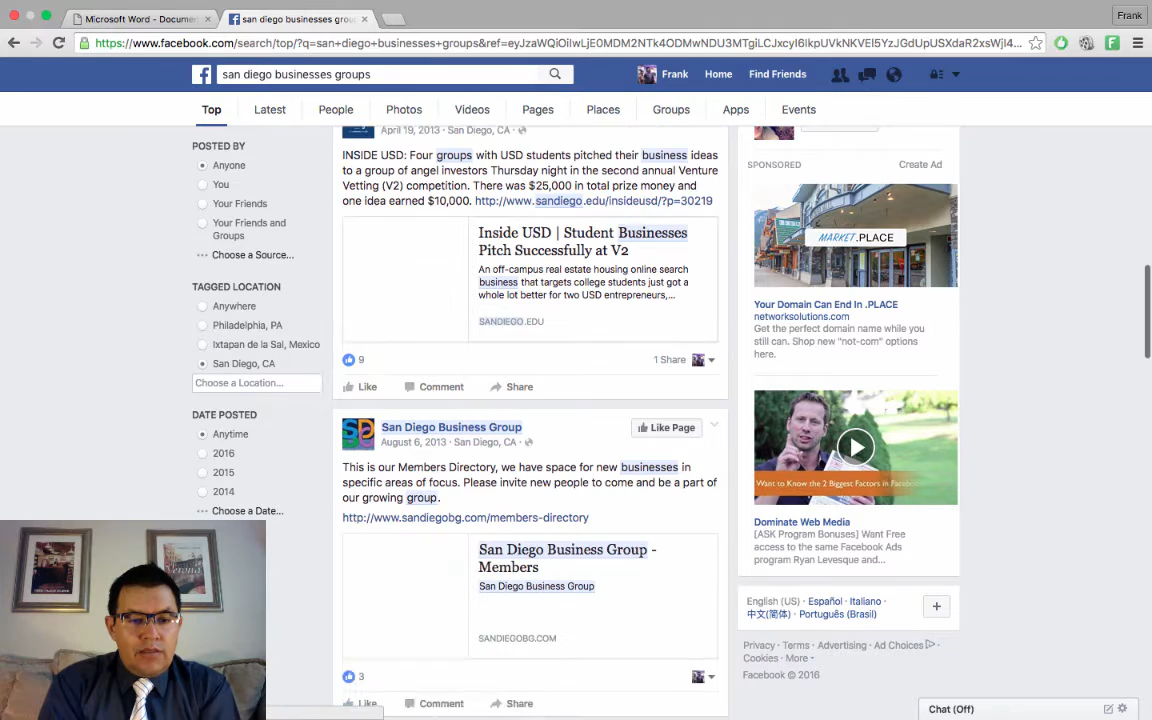 Microsoft Word - Documen
san diego businesses grou
Frank
https://www.facebook.com/search/top/?q=san+diego+businesses+groups&ref=
san diego businesses groups
Frank
Home
Find Friends
Top
Latest
People
Photos
Videos
Pages
Places
Groups
Apps
Events
POSTED BY
Anyone
You
Your Friends
Your Friends and
Groups
Choose a Source...
TAGGED LOCATION
Anywhere
Philadelphia, PA
Ixtapan de la Sal, Mexico
San Diego, CA
Choose a Location...
DATE POSTED
Anytime
2016
2015
2014
Choose a Date...
April 19, 2013 · San Diego, CA ·
INSIDE USD: Four groups with USD students pitched their business ideas
to a group of angel investors Thursday night in the second annual Venture
Vetting (V2) competition. There was $25,000 in total prize money and
one idea earned $10,000. http://www.sandiego.edu/insideusd/?p=30219
Inside USD | Student Businesses
Pitch Successfully at V2
An off-campus real estate housing online search
business that targets college students just got a
whole lot better for two USD entrepreneurs,...
SANDIEGO.EDU
9
1 Share
Like
Comment
Share
San Diego Business Group
Like Page
August 6, 2013 · San Diego, CA ·
This is our Members Directory, we have space for new businesses in
specific areas of focus. Please invite new people to come and be a part of
our growing group.
http://www.sandiegobg.com/members-directory
San Diego Business Group -
Members
San Diego Business Group
SANDIEGOBG.COM
3
Like
Comment
Share
SPONSORED
Create Ad
MARKET.PLACE
Your Domain Can End In .PLACE
networksolutions.com
Get the perfect domain name while you
still can. Shop new "not-com" options
here.
Want to Know the 2 Biggest Factors in Faceb
Dominate Web Media
[ASK Program Bonuses] Want Free
access to the same Facebook Ads
program Ryan Levesque and...
English (US) · Español · Italiano ·
中文(简体) · Português (Brasil)
Privacy · Terms · Advertising · Ad Choices ·
Cookies · More
Facebook © 2016
Chat (Off)
Verona